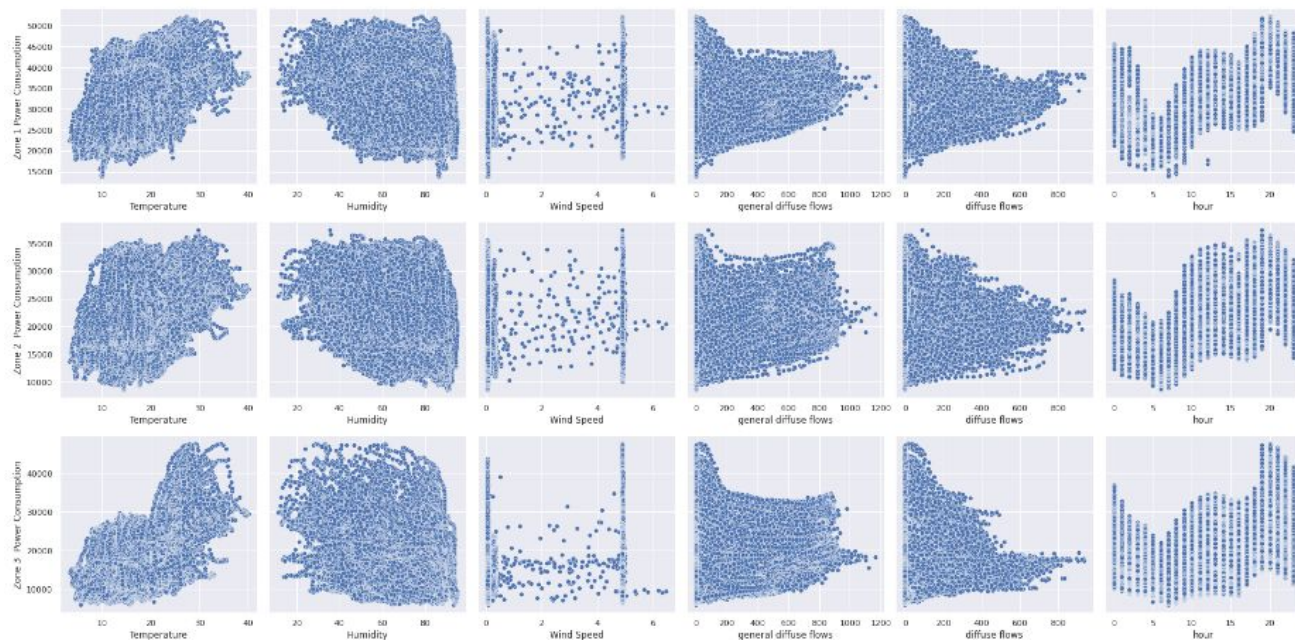 Zone 1 Power Consumption
50000
45000
40000
35000
30000
25000
20000
15000
10 20 30 40
Temperature
20 40 60 80
Humidity
0 2 4 6
Wind Speed
0 200 400 600 800 1000 1200
general diffuse flows
0 200 400 600 800
diffuse flows
0 5 10 15 20
hour
Zone 2  Power Consumption
35000
30000
25000
20000
15000
10000
10 20 30 40
Temperature
20 40 60 80
Humidity
0 2 4 6
Wind Speed
0 200 400 600 800 1000 1200
general diffuse flows
0 200 400 600 800
diffuse flows
0 5 10 15 20
hour
Zone 3  Power Consumption
40000
30000
20000
10000
10 20 30 40
Temperature
20 40 60 80
Humidity
0 2 4 6
Wind Speed
0 200 400 600 800 1000 1200
general diffuse flows
0 200 400 600 800
diffuse flows
0 5 10 15 20
hour